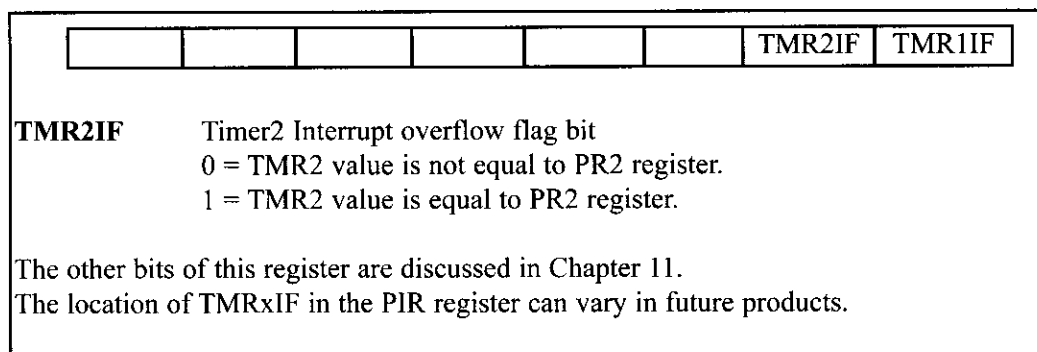 TMR2IF TMR1IF
TMR2IF Timer2 Interrupt overflow flag bit
0 = TMR2 value is not equal to PR2 register.
1 = TMR2 value is equal to PR2 register.
The other bits of this register are discussed in Chapter 11.
The location of TMRxIF in the PIR register can vary in future products.